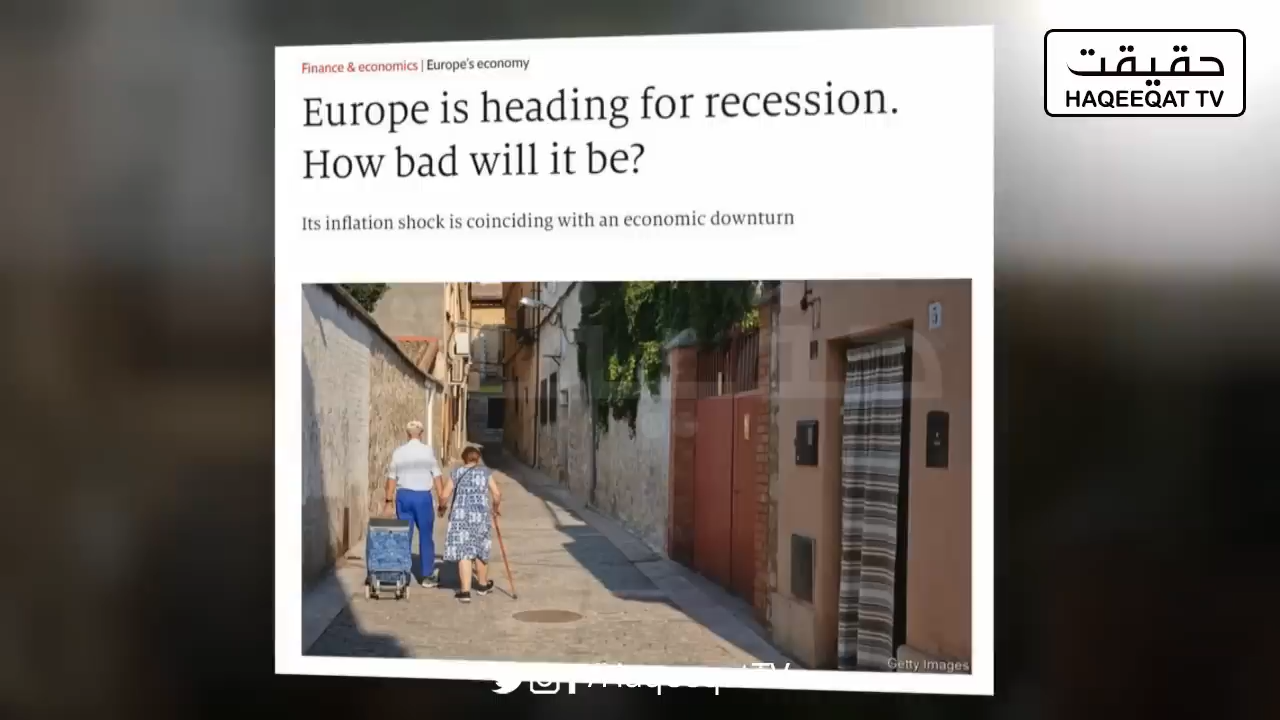 حقیقت
HAQEEQAT TV
Finance & economics | Europe's economy
Europe is heading for recession.
How bad will it be?
Its inflation shock is coinciding with an economic downturn
3
Getty Images